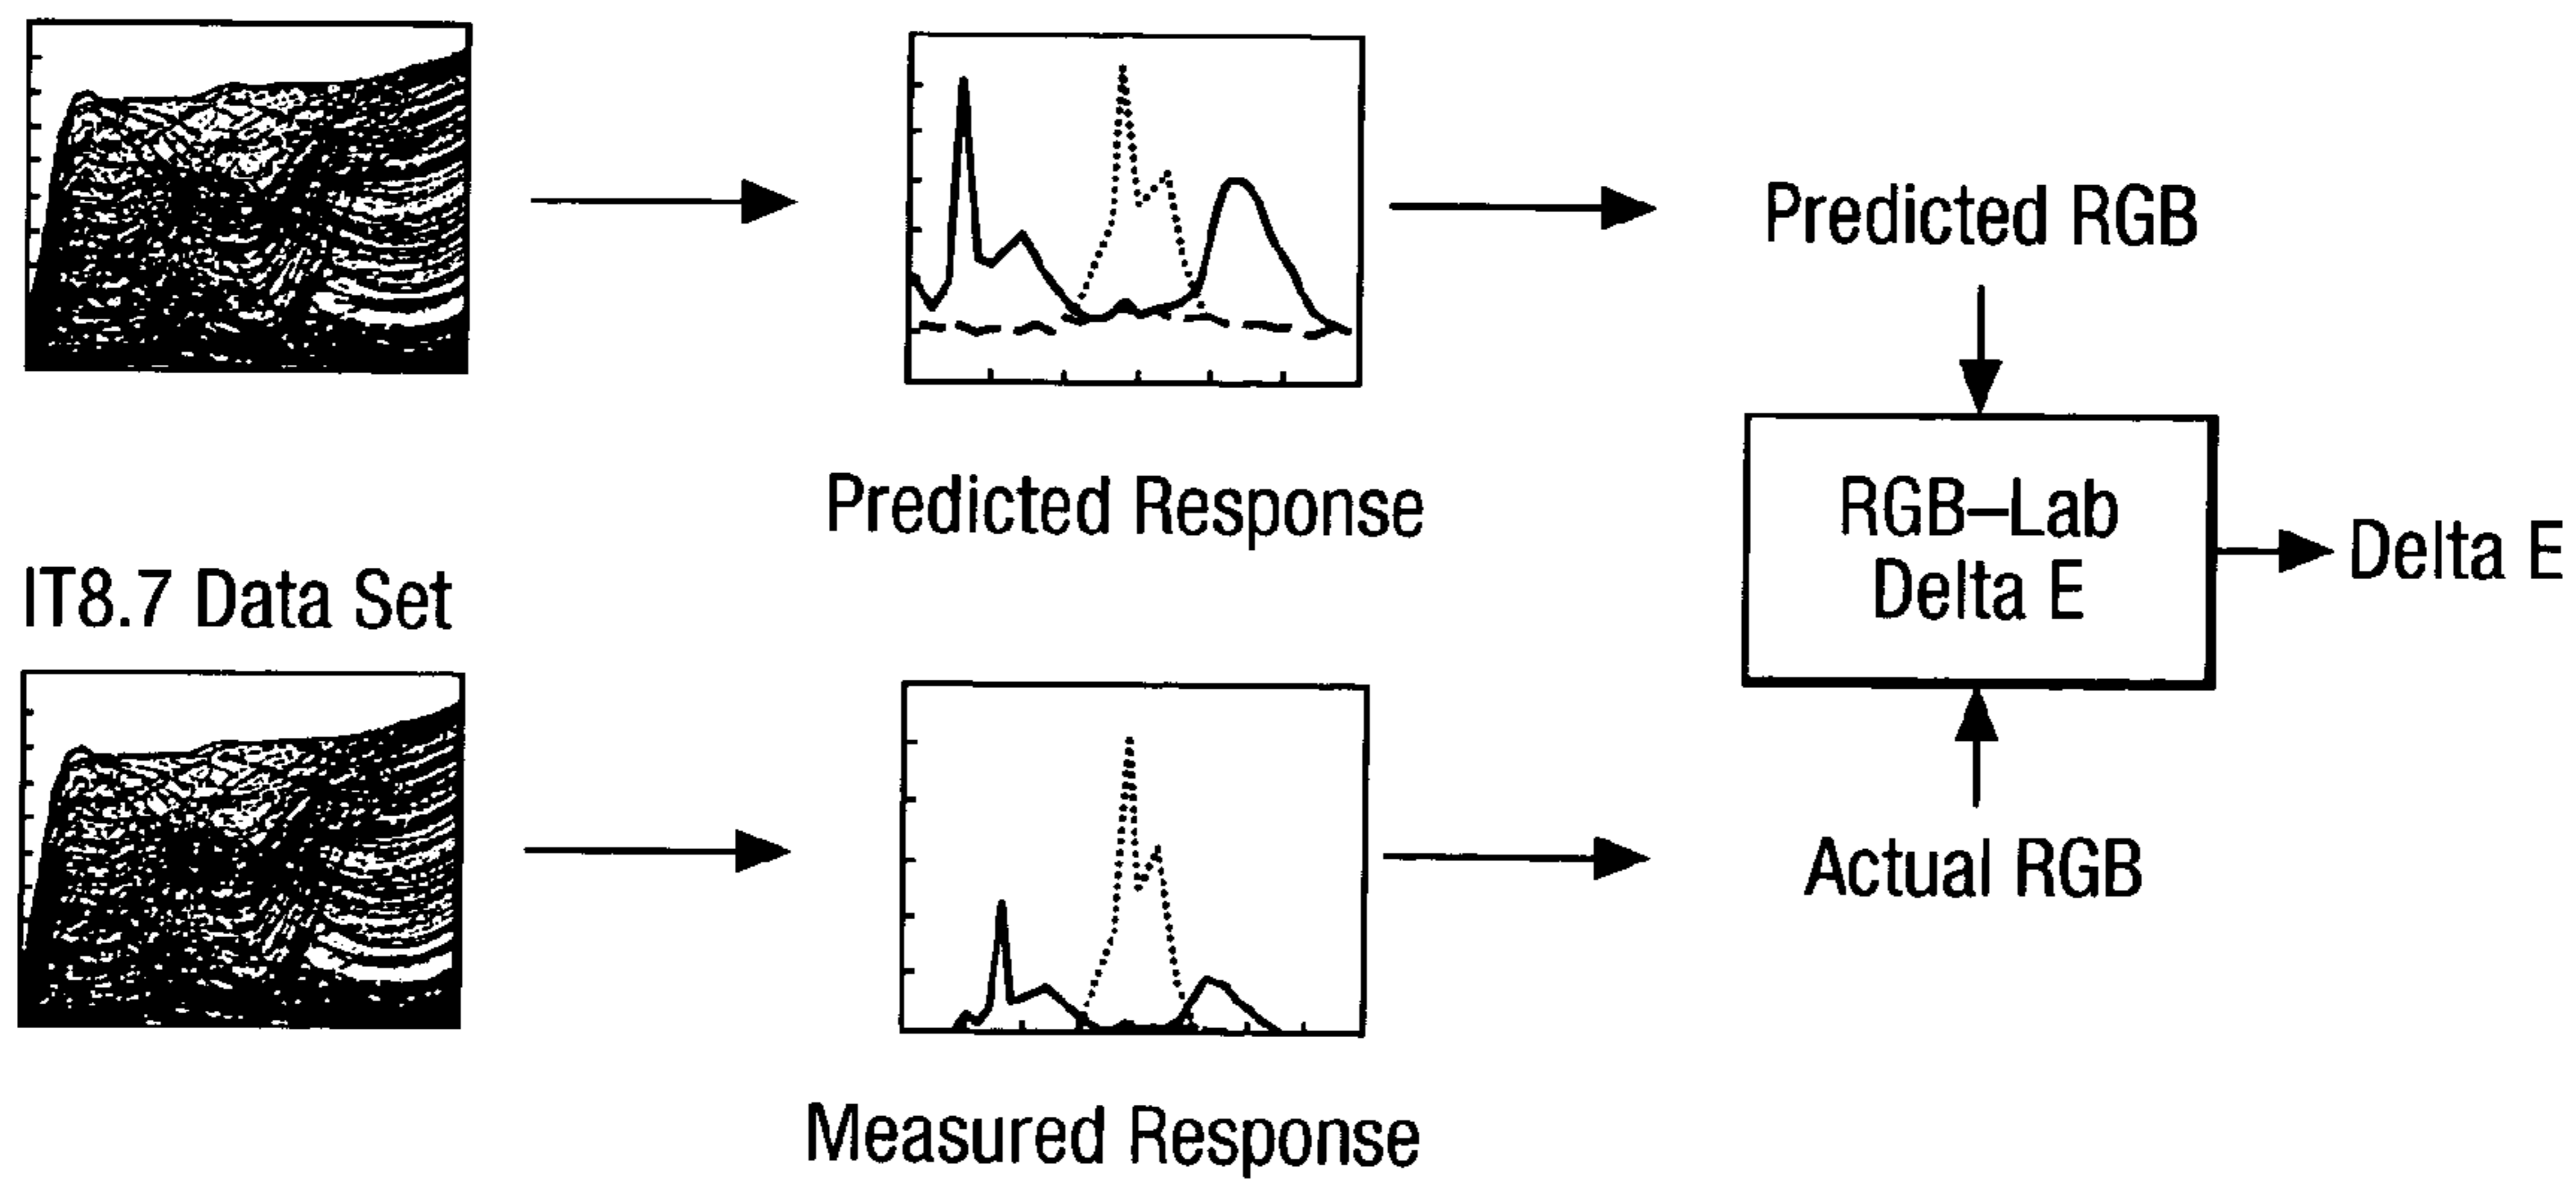 Predicted RGB
Predicted Response
RGB–Lab
Delta E
Delta E
IT8.7 Data Set
Actual RGB
Measured Response